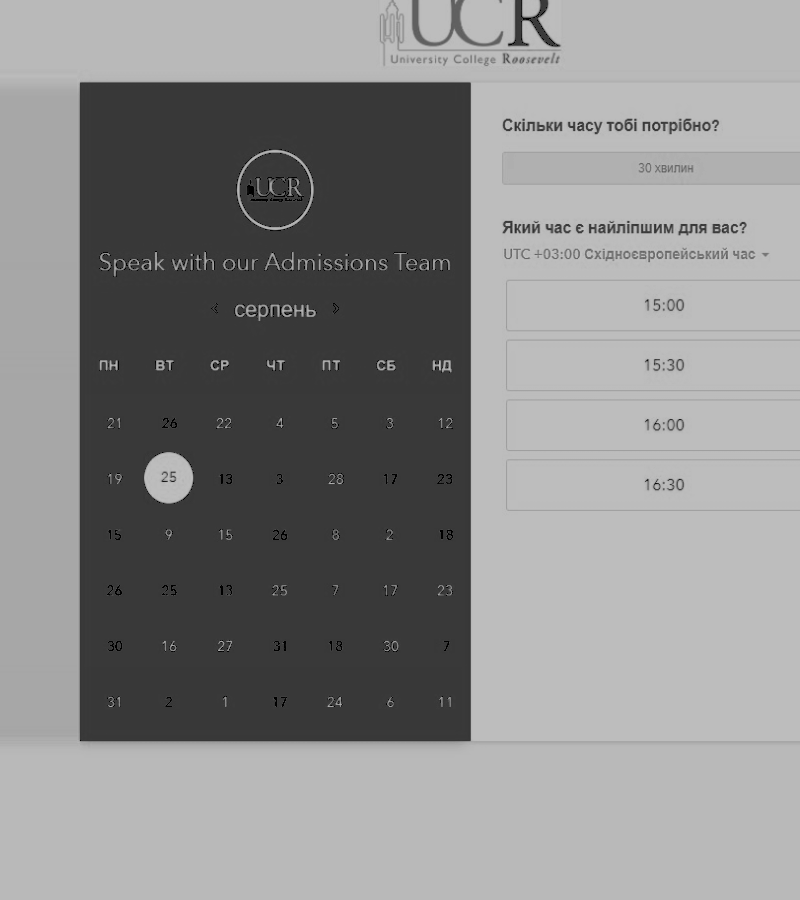 UCR
University College Roosevelt
UCR
Speak with our Admissions Team
серпень
ПН ВТ СР ЧТ ПТ СБ НД
21 26 22 4 5 3 12
19 25 13 3 28 17 23
15 9 15 26 8 2 18
26 25 13 25 7 17 23
30 16 27 31 18 30 7
31 2 1 17 24 6 11
Скільки часу тобі потрібно?
30 хвилин
Який час є найліпшим для вас?
UTC +03:00 Східноєвропейський час
15:00
15:30
16:00
16:30